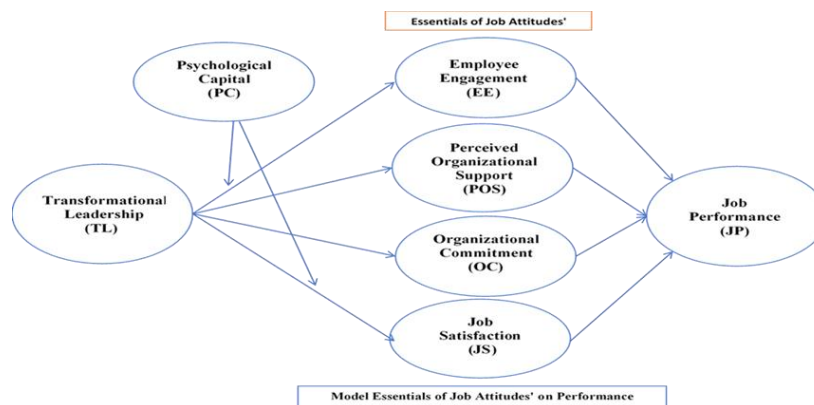 Essentials of Job Attitudes'
Psychological
Capital
(PC)
Employee
Engagement
(EE)
Perceived
Organizational
Support
(POS)
Transformational
Leadership
(TL)
Job
Performance
(JP)
Organizational
Commitment
(OC)
Job
Satisfaction
(JS)
Model Essentials of Job Attitudes' on Performance